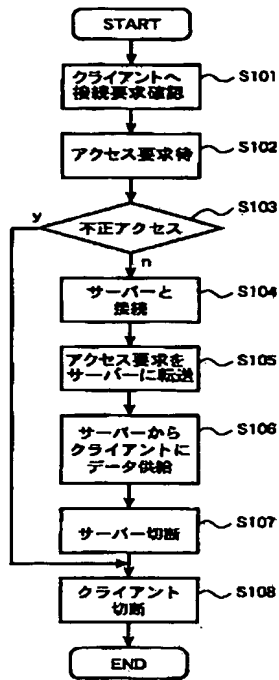 START
クライアントへ
接続要求確認
S101
アクセス要求待
S102
不正アクセス
S103
y
n
サーバーと
接続
S104
アクセス要求を
サーバーに転送
S105
サーバーから
クライアントに
データ供給
S106
サーバー切断
S107
クライアント
切断
S108
END